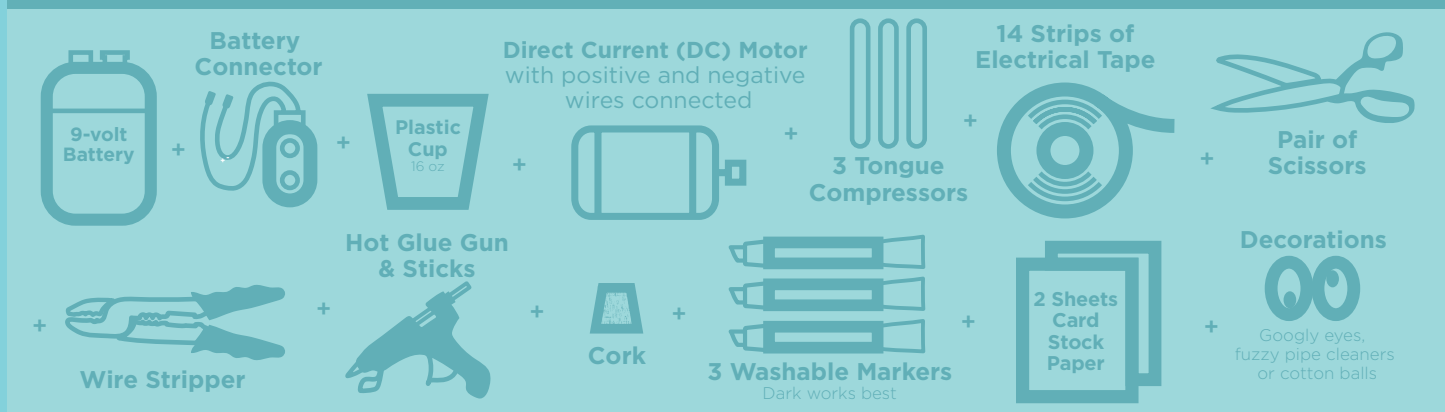 9-volt
Battery
+
Battery
Connector
+
Plastic
Cup
16 oz
+
Direct Current (DC) Motor
with positive and negative
wires connected
+
3 Tongue
Compressors
+
14 Strips of
Electrical Tape
+
Pair of
Scissors
+
Wire Stripper
+
Hot Glue Gun
& Sticks
+
Cork
+
3 Washable Markers
Dark works best
+
2 Sheets
Card
Stock
Paper
+
Decorations
Googly eyes,
fuzzy pipe cleaners
or cotton balls